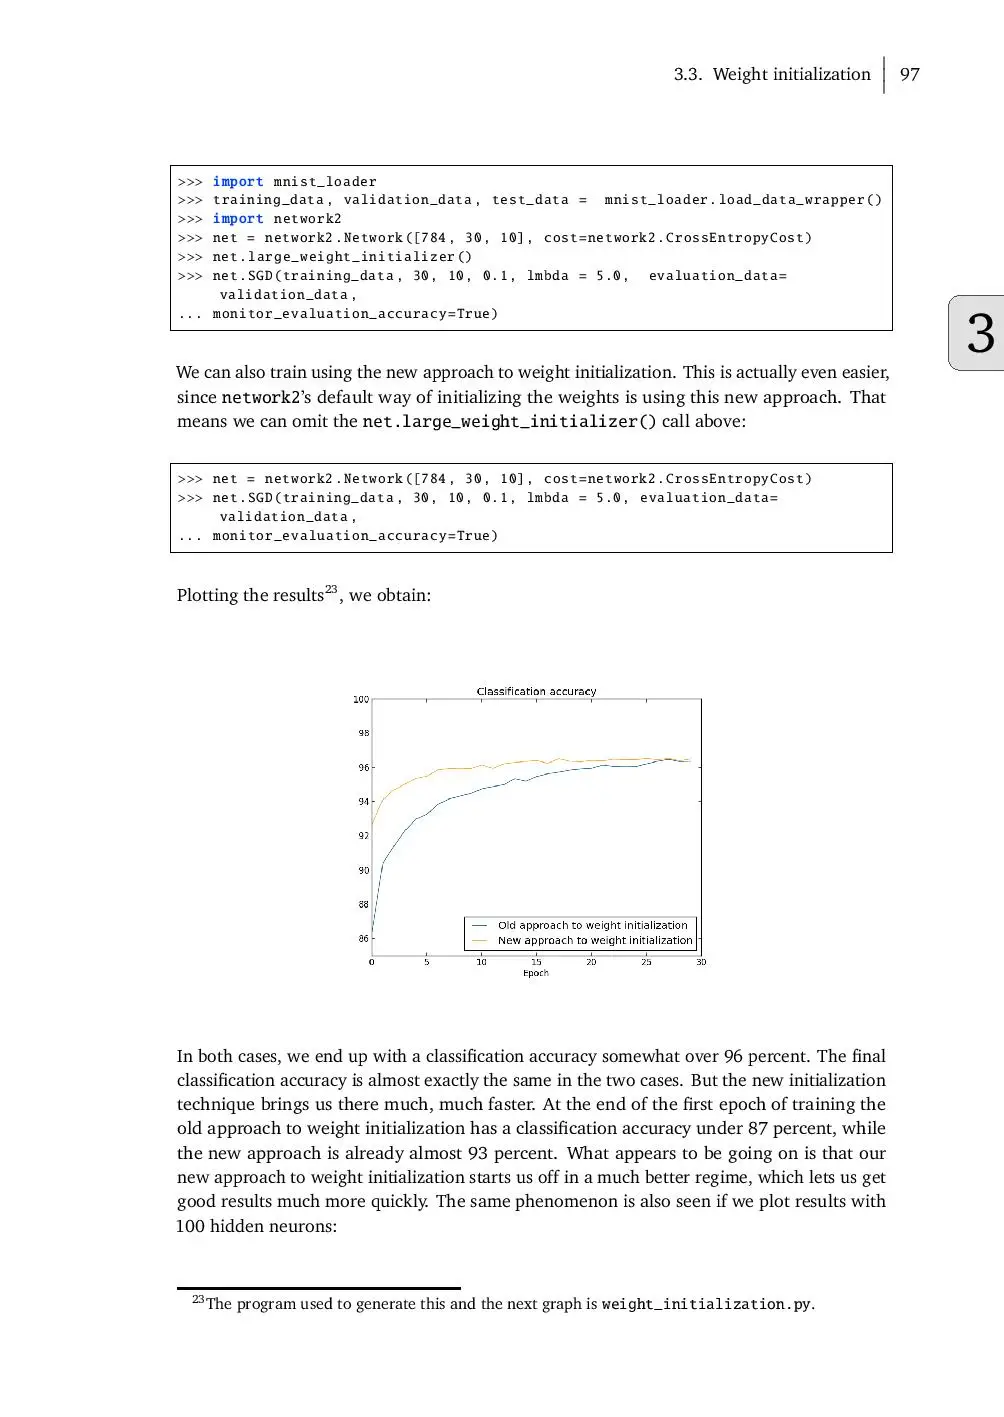 3.3. Weight initialization 97
>>> import mnist_loader
>>> training_data, validation_data, test_data = mnist_loader.load_data_wrapper()
>>> import network2
>>> net = network2.Network([784, 30, 10], cost=network2.CrossEntropyCost)
>>> net.large_weight_initializer()
>>> net.SGD(training_data, 30, 10, 0.1, lmbda = 5.0, evaluation_data=
validation_data,
... monitor_evaluation_accuracy=True)
3
We can also train using the new approach to weight initialization. This is actually even easier,
since network2’s default way of initializing the weights is using this new approach. That
means we can omit the net.large_weight_initializer() call above:
>>> net = network2.Network([784, 30, 10], cost=network2.CrossEntropyCost)
>>> net.SGD(training_data, 30, 10, 0.1, lmbda = 5.0, evaluation_data=
validation_data,
... monitor_evaluation_accuracy=True)
Plotting the results23, we obtain:
Classification accuracy
100
98
96
94
92
90
88
86
Old approach to weight initialization
New approach to weight initialization
0 5 10 15 20 25 30
Epoch
In both cases, we end up with a classification accuracy somewhat over 96 percent. The final
classification accuracy is almost exactly the same in the two cases. But the new initialization
technique brings us there much, much faster. At the end of the first epoch of training the
old approach to weight initialization has a classification accuracy under 87 percent, while
the new approach is already almost 93 percent. What appears to be going on is that our
new approach to weight initialization starts us off in a much better regime, which lets us get
good results much more quickly. The same phenomenon is also seen if we plot results with
100 hidden neurons:
23The program used to generate this and the next graph is weight_initialization.py.